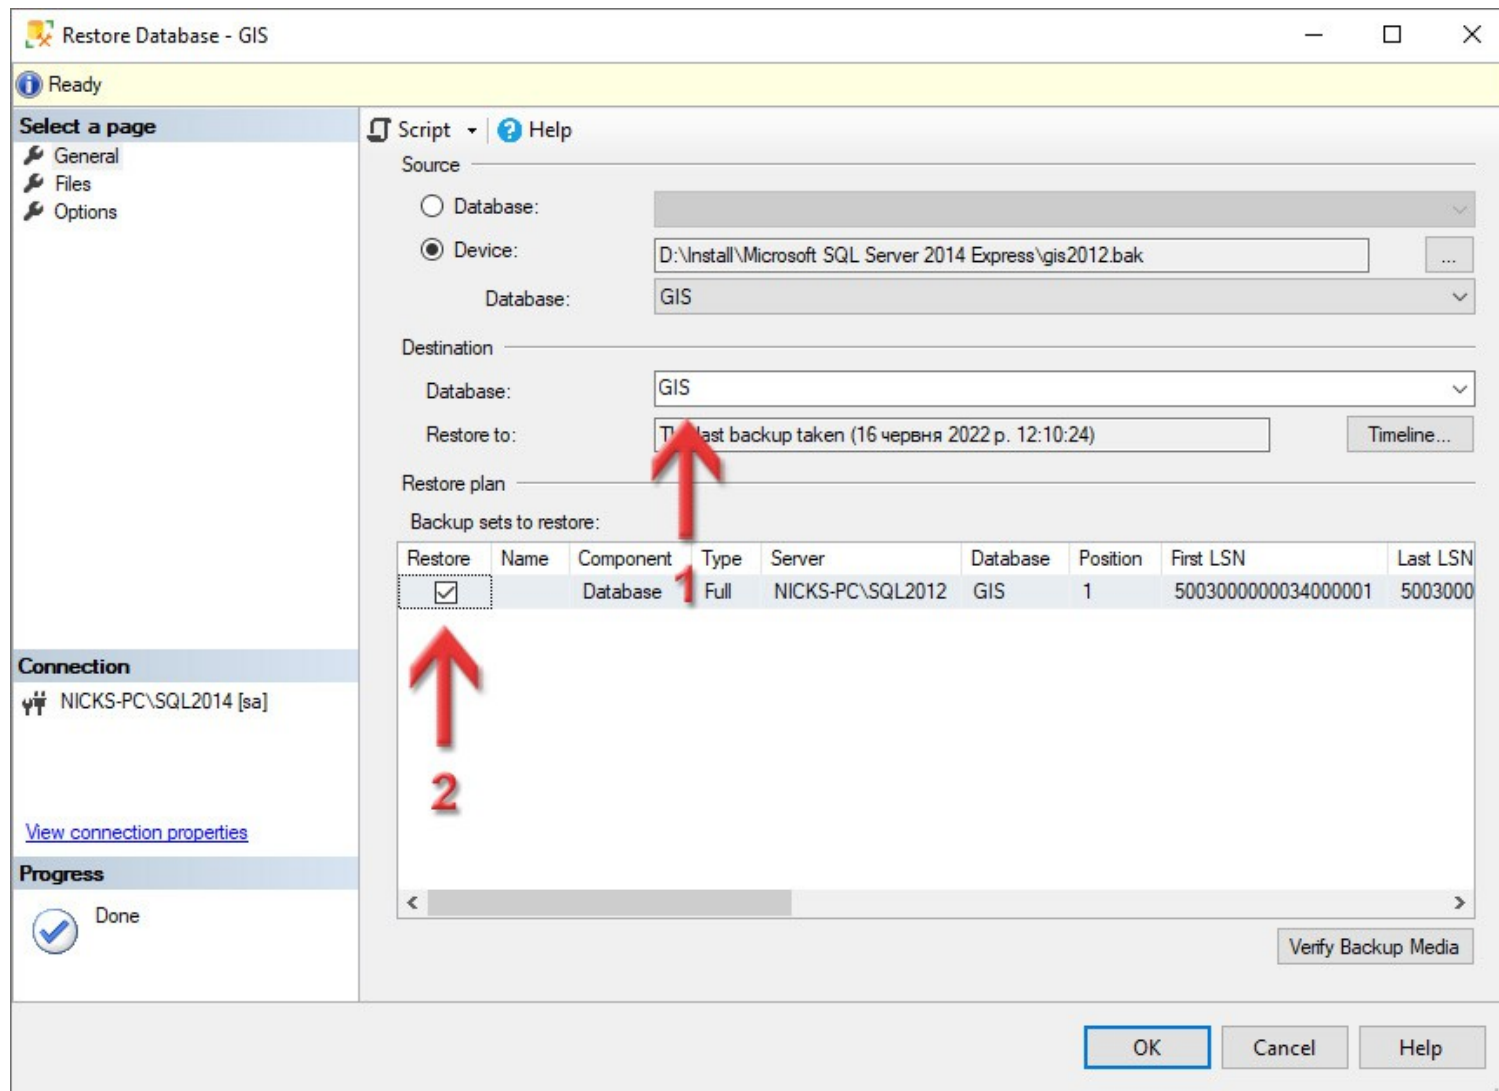 Restore Database - GIS
Ready
Select a page
General
Files
Options
Connection
NICKS-PC\SQL2014 [sa]
View connection properties
Progress
Done
Script
Help
Source
Database:
Device:
D:\Install\Microsoft SQL Server 2014 Express\gis2012.bak
...
Database:
GIS
Destination
Database:
GIS
Restore to:
last backup taken (16 червня 2022 р. 12:10:24)
Timeline...
Restore plan
Backup sets to restore:
Restore Name Component Type Server Database Position First LSN Last LSN
Database Full NICKS-PC\SQL2012 GIS 1 5003000000034000001 5003000
1
2
Verify Backup Media
OK Cancel Help